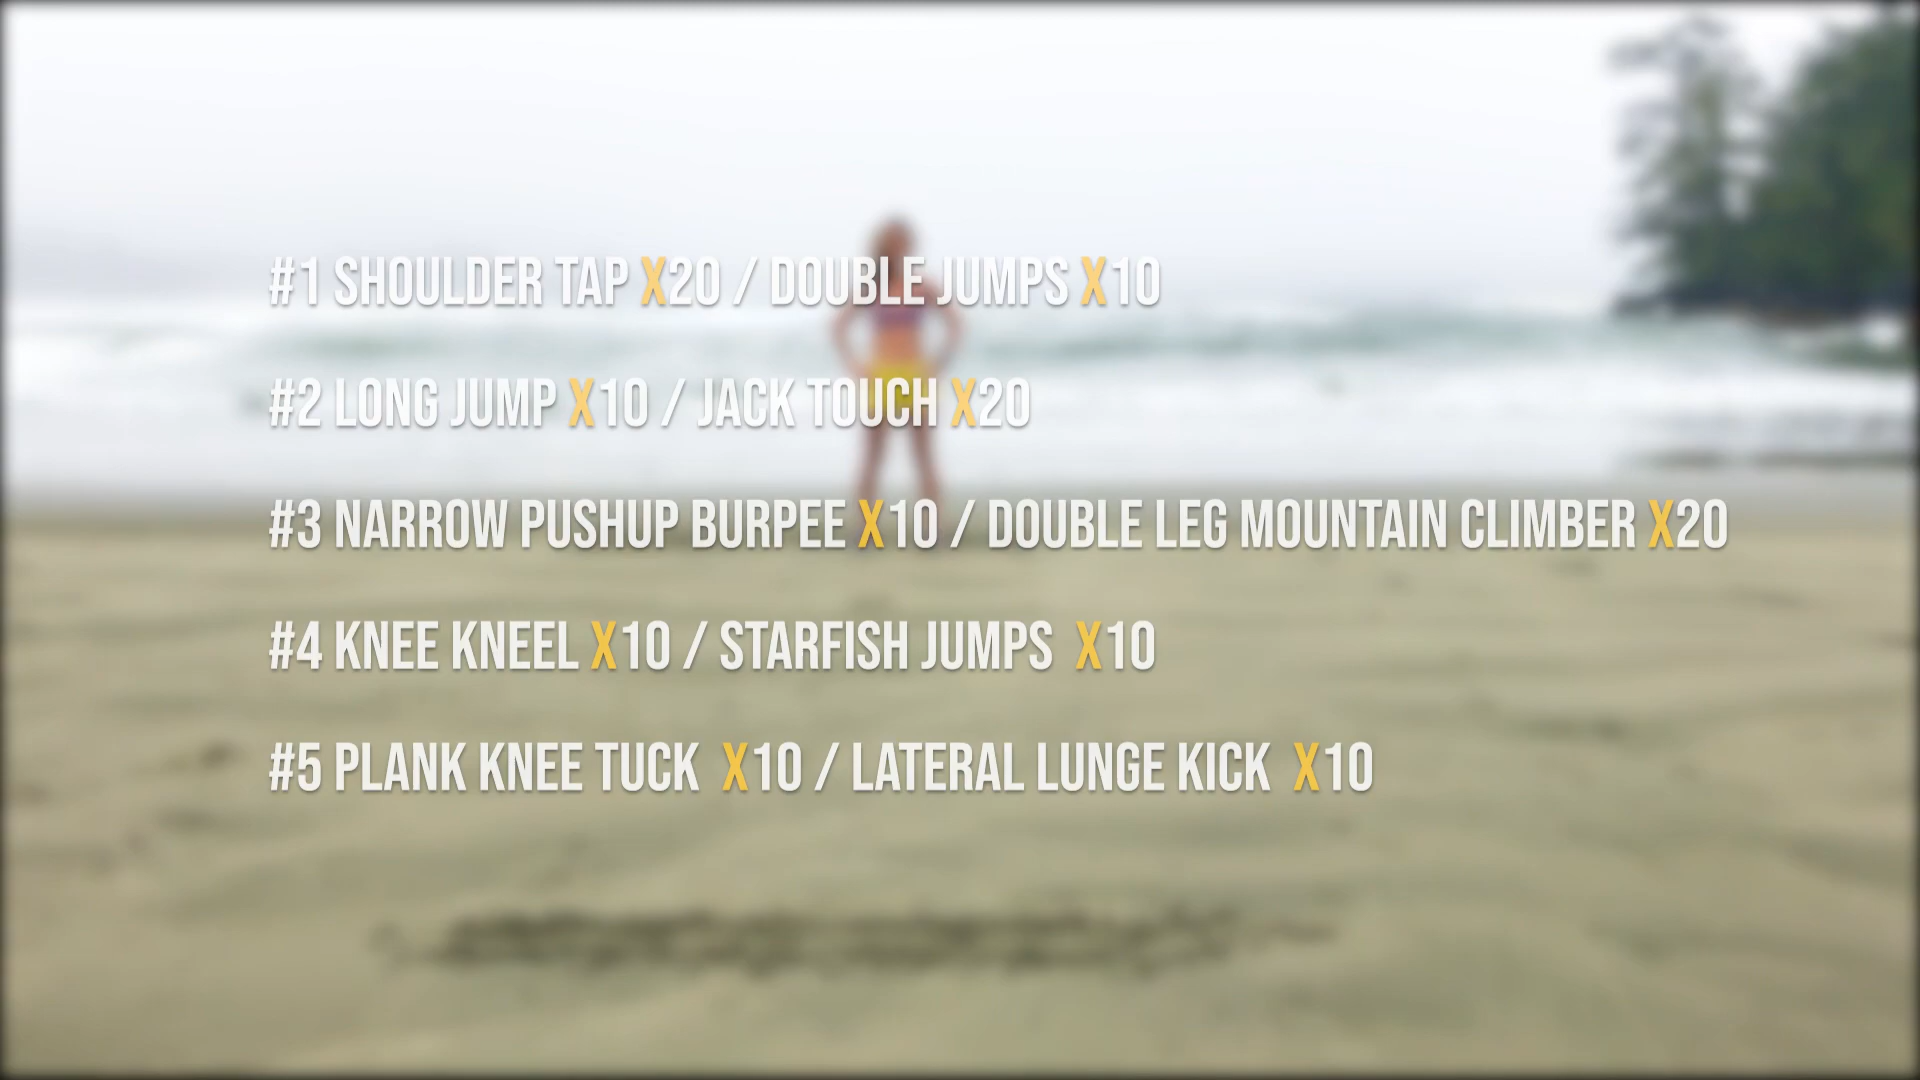 #1 SHOULDER TAP X20 / DOUBLE JUMPS X10
#2 LONG JUMP X10 / JACK TOUCH X20
#3 NARROW PUSHUP BURPEE X10 / DOUBLE LEG MOUNTAIN CLIMBER X20
#4 KNEE KNEEL X10 / STARFISH JUMPS X10
#5 PLANK KNEE TUCK X10 / LATERAL LUNGE KICK X10